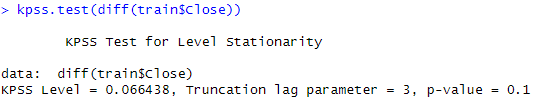 > kpss.test(diff(train$Close))
KPSS Test for Level Stationarity
data:  diff(train$Close)
KPSS Level = 0.066438, Truncation lag parameter = 3, p-value = 0.1